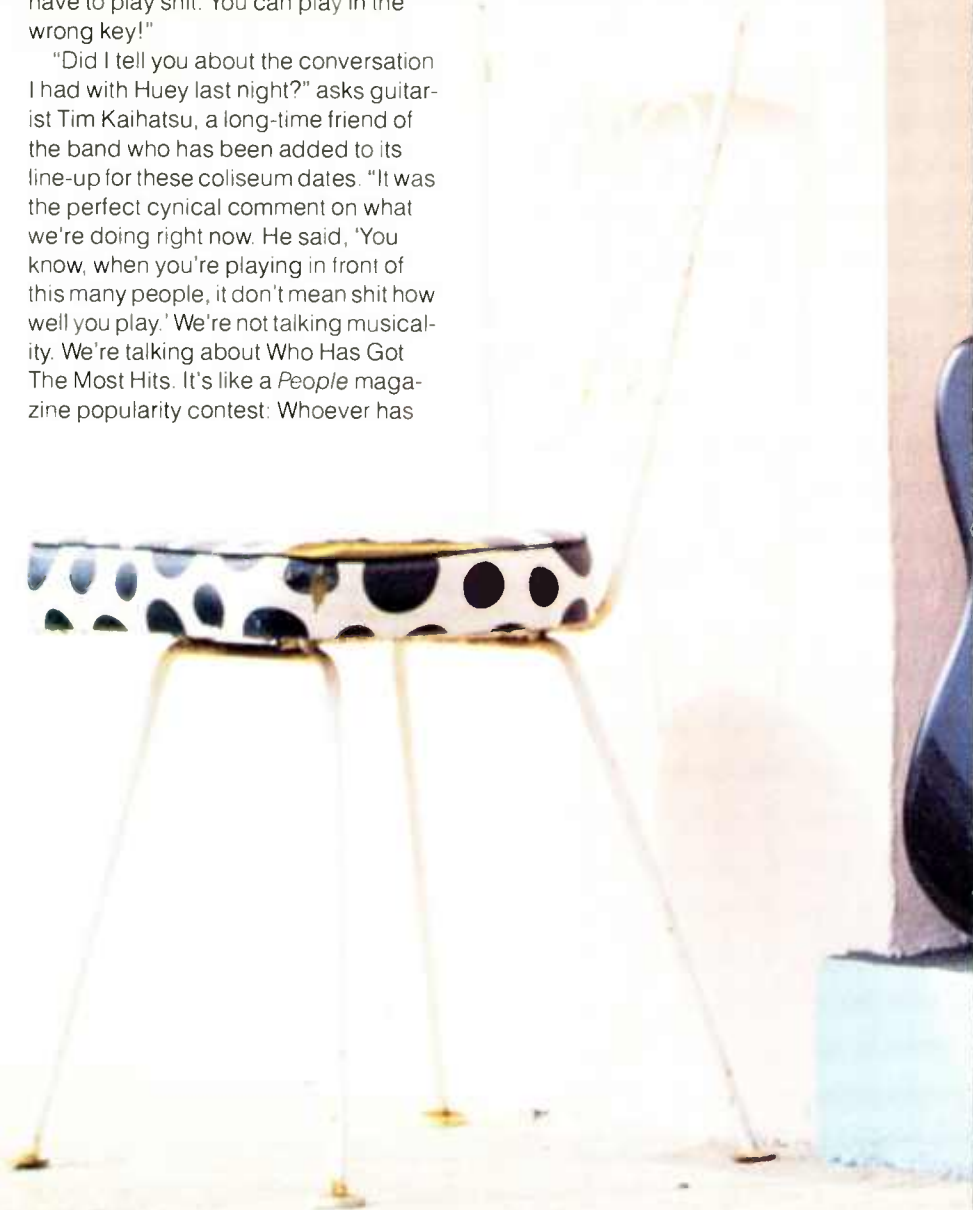 have to play shit. You can play in the
wrong key!"
"Did I tell you about the conversation
I had with Huey last night?" asks guitar-
ist Tim Kaihatsu, a long-time friend of
the band who has been added to its
line-up for these coliseum dates. "It was
the perfect cynical comment on what
we're doing right now. He said, 'You
know, when you're playing in front of
this many people, it don't mean shit how
well you play.' We're not talking musical-
ity. We're talking about Who Has Got
The Most Hits. It's like a People maga-
zine popularity contest: Whoever has